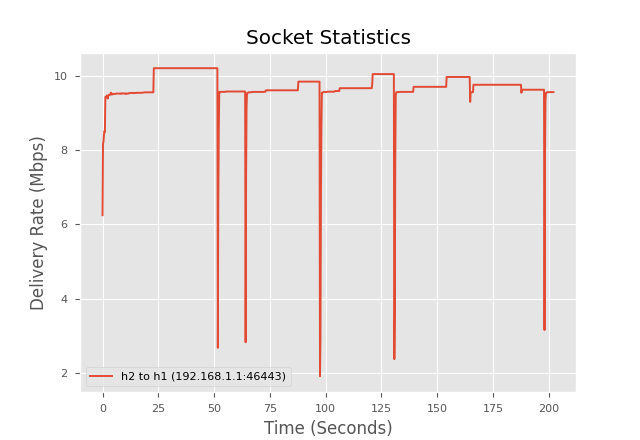 Socket Statistics
Delivery Rate (Mbps)
10
8
6
4
2
h2 to h1 (192.168.1.1:46443)
0 25 50 75 100 125 150 175 200
Time (Seconds)